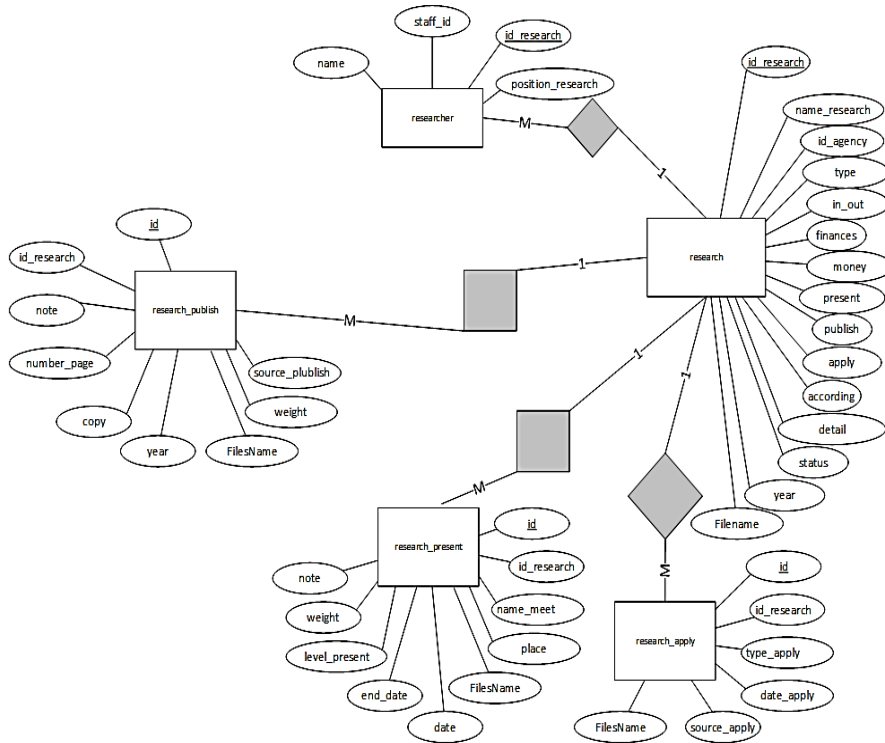 staff_id
id_research
name
position_research
researcher
M
1
id_research
name_research
id_agency
type
in_out
finances
money
present
publish
apply
according
detail
status
year
Filename
research
1
M
id
id_research
note
number_page
copy
year
FilesName
weight
source_plublish
research_publish
1
M
research_present
id
id_research
name_meet
place
FilesName
date
end_date
level_present
weight
note
1
M
research_apply
id
id_research
type_apply
date_apply
source_apply
FilesName